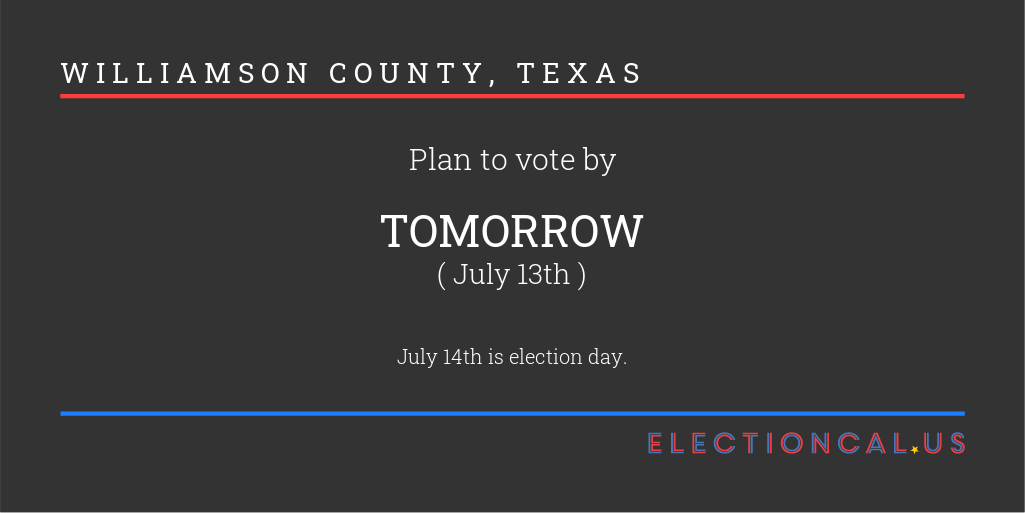 WILLIAMSON COUNTY, TEXAS
Plan to vote by
TOMORROW
( July 13th )
July 14th is election day.
ELECTIONCAL.US